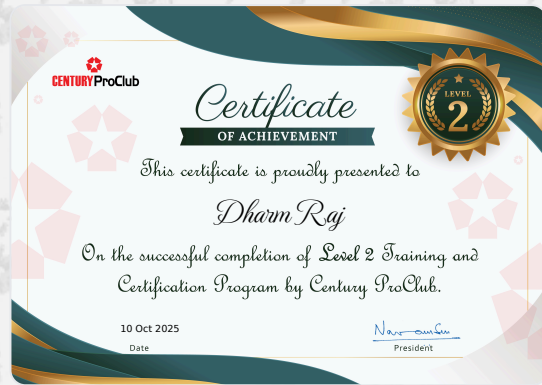 CENTURY ProClub
LEVEL
2
Certificate
OF ACHIEVEMENT
This certificate is proudly presented to
Dharm Raj
On the successful completion of Level 2 Training and
Certification Program by Century ProClub.
10 Oct 2025
Date
President